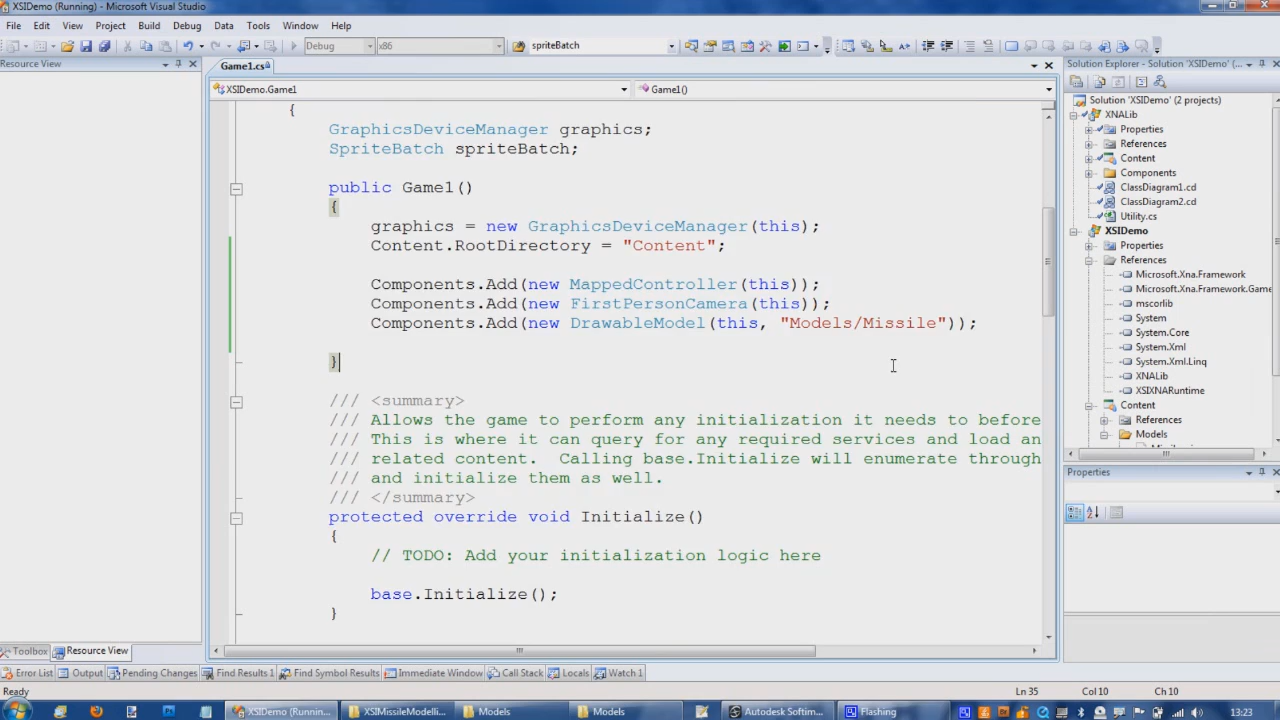 XSIDemo (Running) - Microsoft Visual Studio
File Edit View Project Build Debug Data Tools Window Help
Debug x86 spriteBatch
Resource View
Game1.cs
Solution Explorer - Solution 'XSIDemo' (...
XSIDemo.Game1 Game1()
{
GraphicsDeviceManager graphics;
SpriteBatch spriteBatch;
public Game1()
{
graphics = new GraphicsDeviceManager(this);
Content.RootDirectory = "Content";
Components.Add(new MappedController(this));
Components.Add(new FirstPersonCamera(this));
Components.Add(new DrawableModel(this, "Models/Missile"));
}
/// <summary>
/// Allows the game to perform any initialization it needs to before
/// This is where it can query for any required services and load an
/// related content.  Calling base.Initialize will enumerate through
/// and initialize them as well.
/// </summary>
protected override void Initialize()
{
// TODO: Add your initialization logic here
base.Initialize();
}
Solution 'XSIDemo' (2 projects)
XNALib
Properties
References
Content
Components
ClassDiagram1.cd
ClassDiagram2.cd
Utility.cs
XSIDemo
Properties
References
Microsoft.Xna.Framework
Microsoft.Xna.Framework.Game
mscorlib
System
System.Core
System.Xml
System.Xml.Linq
XNALib
XSIXNARuntime
Content
References
Models
Properties
Toolbox Resource View
Error List Output Pending Changes Find Results 1 Find Symbol Results Immediate Window Call Stack Locals Watch 1
Ready Ln 35 Col 10 Ch 10
XSIDemo (Runnin... XSIMissileModelli... Models Models Autodesk Softim... Flashing 13:23